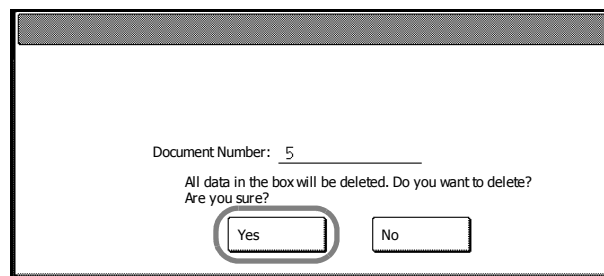 Document Number: 5
All data in the box will be deleted. Do you want to delete?
Are you sure?
Yes No